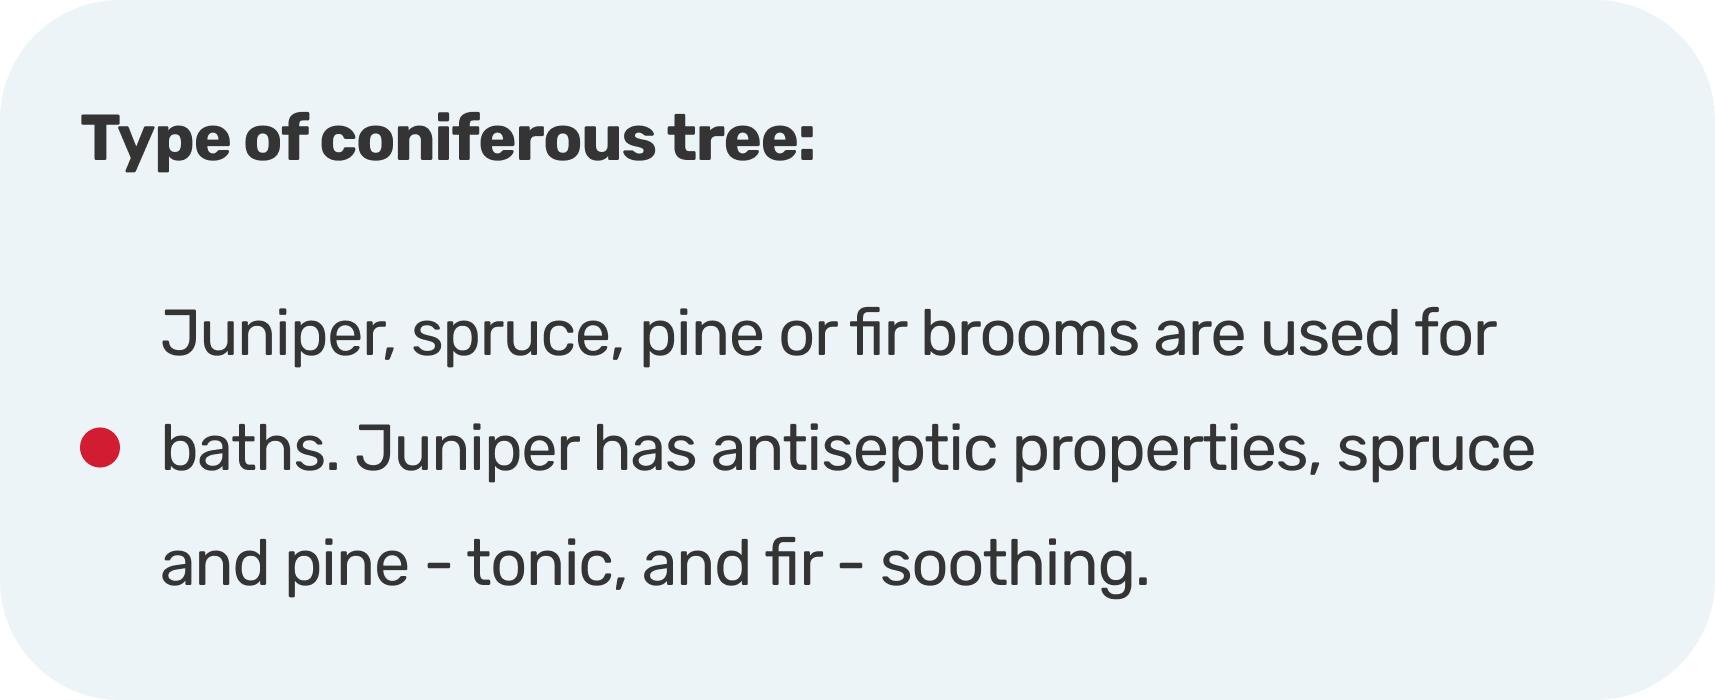 Type of coniferous tree:
Juniper, spruce, pine or fir brooms are used for
baths. Juniper has antiseptic properties, spruce
and pine - tonic, and fir - soothing.